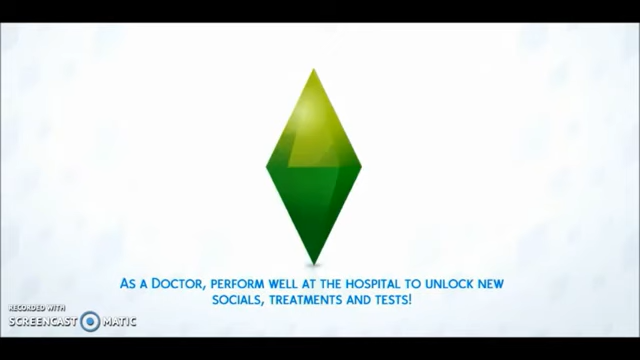 As a Doctor, perform well at the hospital to unlock new
socials, treatments and tests!
RECORDED WITH
SCREENCAST MATIC